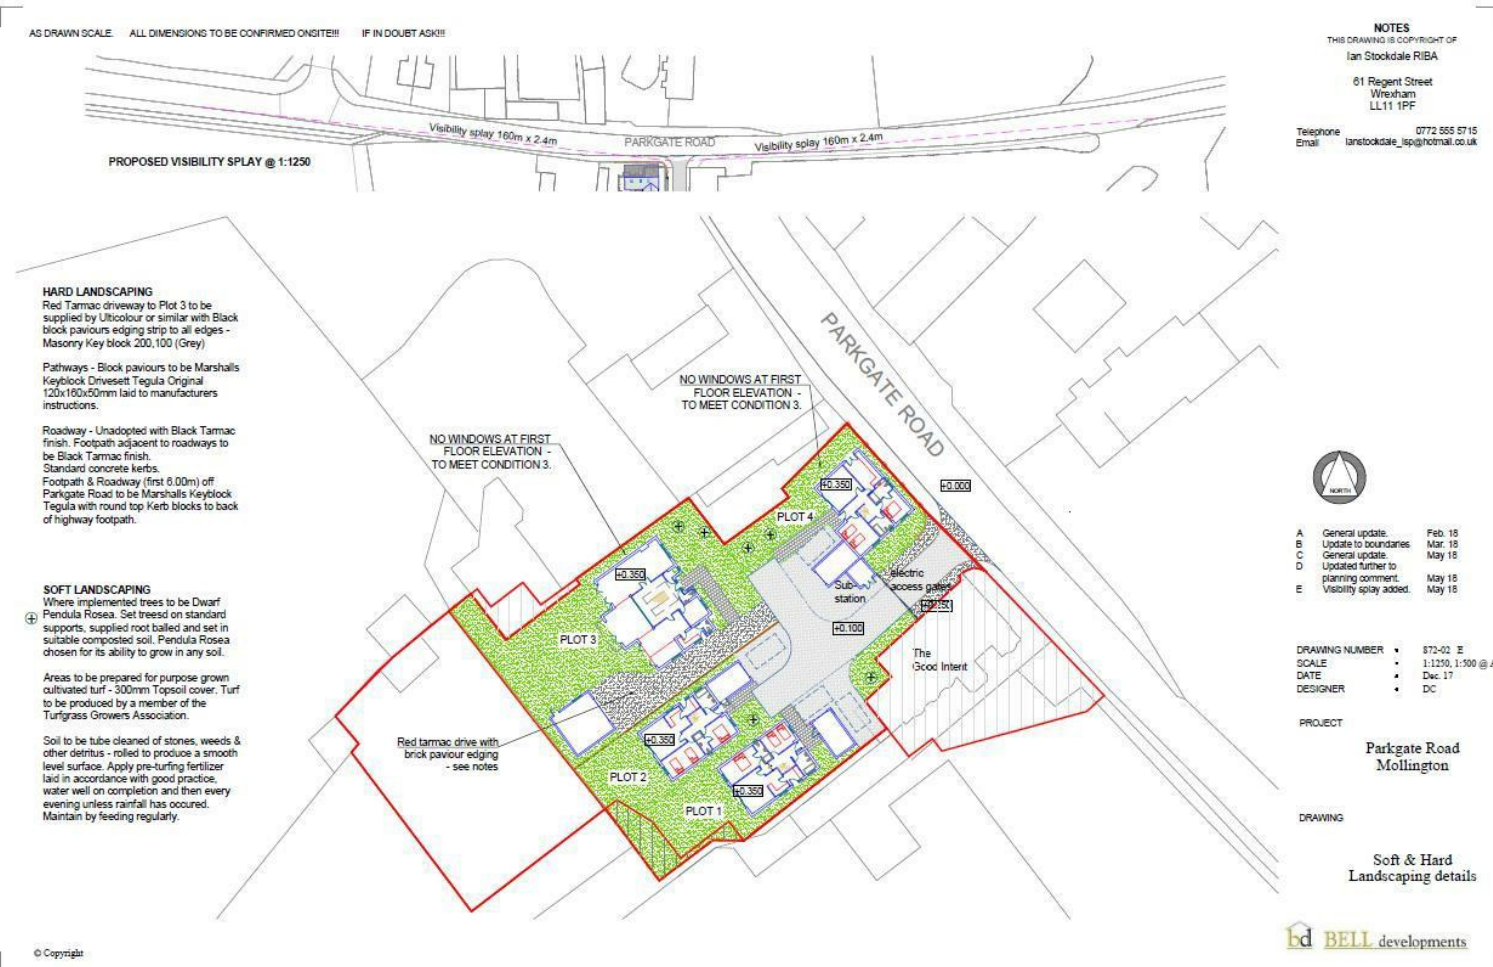 AS DRAWN SCALE. ALL DIMENSIONS TO BE CONFIRMED ONSITE!!! IF IN DOUBT ASK!!!
NOTES
THIS DRAWING IS COPYRIGHT OF
Ian Stockdale RIBA
61 Regent Street
Wrexham
LL11 1PF
Telephone 0772 555 5715
Email ianstockdale_isp@hotmail.co.uk
Visibility splay 160m x 2.4m
PARKGATE ROAD
Visibility splay 160m x 2.4m
PROPOSED VISIBILITY SPLAY @ 1:1250
HARD LANDSCAPING
Red Tarmac driveway to Plot 3 to be
supplied by Ulticolour or similar with Black
block paviours edging strip to all edges -
Masonry Key block 200,100 (Grey)
Pathways - Block paviours to be Marshalls
Keyblock Drivesett Tegula Original
120x160x50mm laid to manufacturers
instructions.
Roadway - Unadopted with Black Tarmac
finish. Footpath adjacent to roadways to
be Black Tarmac finish.
Standard concrete kerbs.
Footpath & Roadway (first 6.00m) off
Parkgate Road to be Marshalls Keyblock
Tegula with round top Kerb blocks to back
of highway footpath.
SOFT LANDSCAPING
Where implemented trees to be Dwarf
Pendula Rosea. Set treesd on standard
supports, supplied root balled and set in
suitable composted soil. Pendula Rosea
chosen for its ability to grow in any soil.
Areas to be prepared for purpose grown
cultivated turf - 300mm Topsoil cover. Turf
to be produced by a member of the
Turfgrass Growers Association.
Soil to be tube cleaned of stones, weeds &
other detritus - rolled to produce a smooth
level surface. Apply pre-turfing fertilizer
laid in accordance with good practice,
water well on completion and then every
evening unless rainfall has occured.
Maintain by feeding regularly.
PARKGATE ROAD
NO WINDOWS AT FIRST
FLOOR ELEVATION -
TO MEET CONDITION 3.
NO WINDOWS AT FIRST
FLOOR ELEVATION -
TO MEET CONDITION 3.
+0.350
+0.000
PLOT 4
+0.350
electric
access gates
Sub-
station
+0.100
PLOT 3
The
Good Intent
Red tarmac drive with
brick paviour edging
- see notes
+0.350
PLOT 2
+0.350
PLOT 1
NORTH
A General update. Feb. 18
B Update to boundaries Mar. 18
C General update. May 18
D Updated further to
planning comment. May 18
E Visibility splay added. May 18
DRAWING NUMBER • 872-02 E
SCALE • 1:1250, 1:500 @
DATE • Dec. 17
DESIGNER • DC
PROJECT
Parkgate Road
Mollington
DRAWING
Soft & Hard
Landscaping details
bd BELL developments
© Copyright